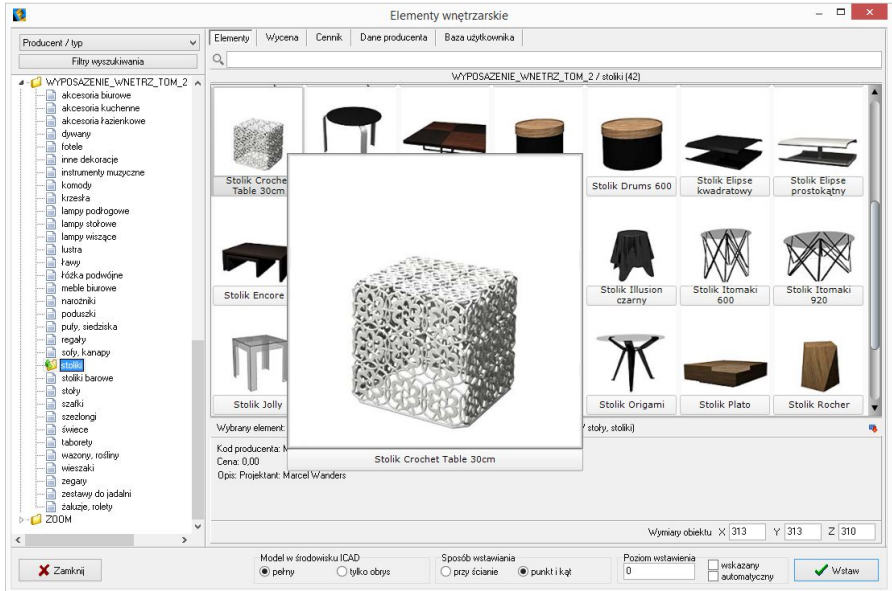 Elementy wnętrzarskie
Producent / typ
Filtry wyszukiwania
WYPOSAZENIE_WNETRZ_TOM_2
akcesoria biurowe
akcesoria kuchenne
akcesoria łazienkowe
dywany
fotele
inne dekoracje
instrumenty muzyczne
komody
krzesła
lampy podłogowe
lampy stołowe
lampy wiszące
lustra
ławy
łóżka podwójne
meble biurowe
narożniki
poduszki
pufy, siedziska
regały
sofy, kanapy
stoliki
stoliki barowe
stoły
szafki
szezlongi
świece
taborety
wazony, rośliny
wieszaki
zegary
zestawy do jadalni
żaluzje, rolety
ZOOM
Elementy Wycena Cennik Dane producenta Baza użytkownika
WYPOSAZENIE_WNETRZ_TOM_2 / stoliki (42)
Stolik Croche
Table 30cm
Stolik Drums 600
Stolik Elipse
kwadratowy
Stolik Elipse
prostokątny
Stolik Encore
Stolik Illusion
czarny
Stolik Itomaki
600
Stolik Itomaki
920
Stolik Jolly
Stolik Origami
Stolik Plato
Stolik Rocher
Stolik Crochet Table 30cm
Wybrany element: / stoły, stoliki)
Kod producenta: M
Cena: 0,00
Opis: Projektant: Marcel Wanders
Wymiary obiektu X 313 Y 313 Z 310
Zamknij
Model w środowisku ICAD
pełny tylko obrys
Sposób wstawiania
przy ścianie punkt i kąt
Poziom wstawienia
0
wskazany
automatyczny
Wstaw